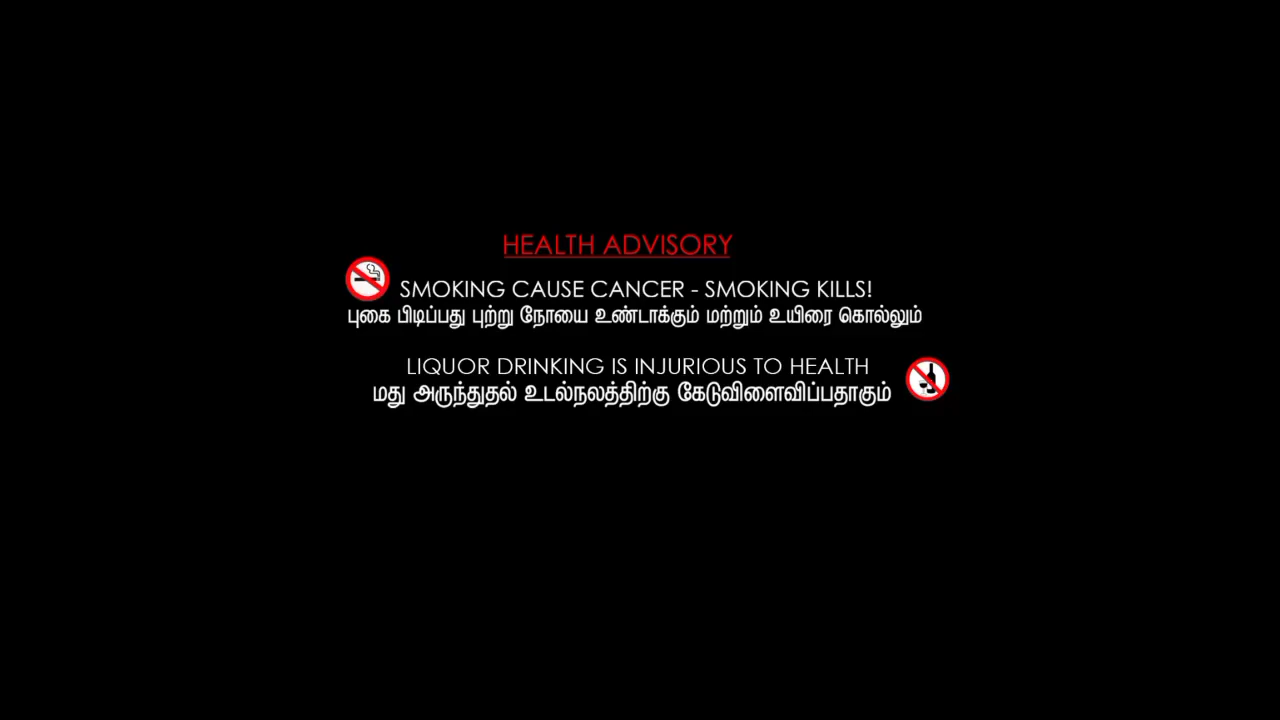 HEALTH ADVISORY
SMOKING CAUSE CANCER - SMOKING KILLS!
புகை பிடிப்பது புற்று நோயை உண்டாக்கும் மற்றும் உயிரை கொல்லும்
LIQUOR DRINKING IS INJURIOUS TO HEALTH
மது அருந்துதல் உடல்நலத்திற்கு கேடுவிளைவிப்பதாகும்